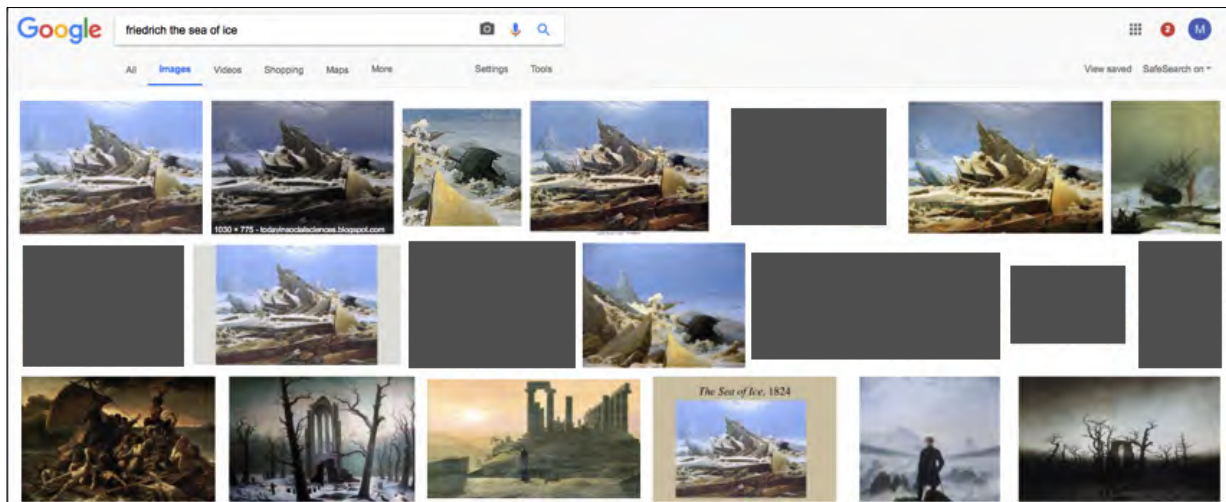 Google friedrich the sea of ice 2 M
All Images Videos Shopping Maps More Settings Tools View saved SafeSearch on
1030 × 775 - todayinsocialsciences.blogspot.com
The Sea of Ice, 1824